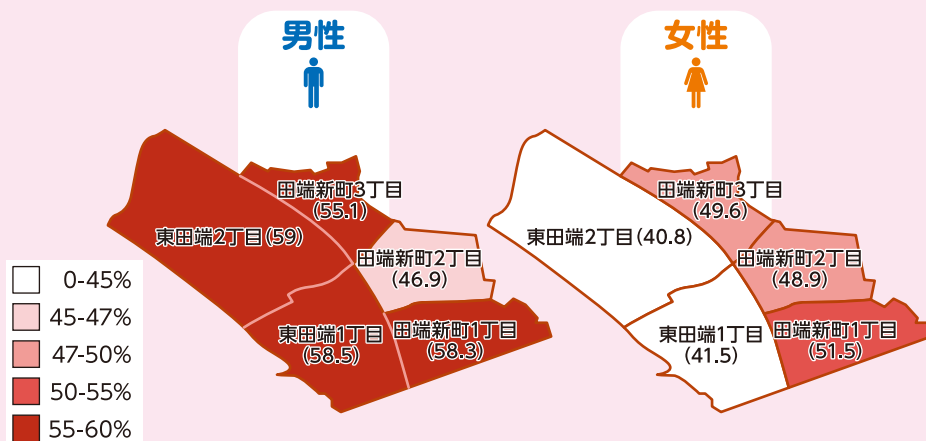 男性
女性
田端新町3丁目
(55.1)
東田端2丁目(59)
田端新町2丁目
(46.9)
東田端1丁目
(58.5)
田端新町1丁目
(58.3)
田端新町3丁目
(49.6)
東田端2丁目(40.8)
田端新町2丁目
(48.9)
東田端1丁目
(41.5)
田端新町1丁目
(51.5)
0-45%
45-47%
47-50%
50-55%
55-60%